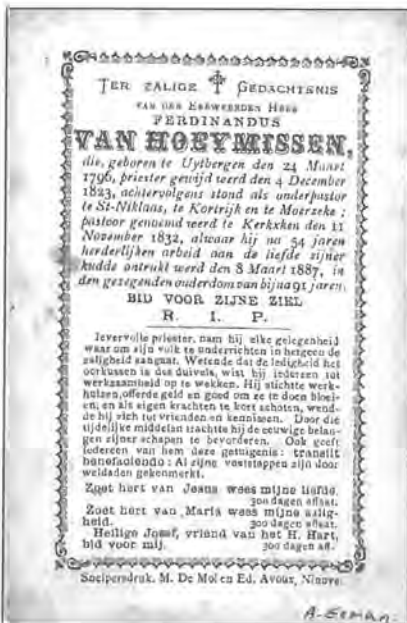 TER ZALIGE GEDACHTENIS
VAN DEN EERWEERDEN HEER
FERDINANDUS
VAN HOEYMISSEN,
die, geboren te Uytbergen den 24 Maart
1796, priester gewijd werd den 4 December
1823, achtervolgens stond als onderpastor
te St-Niklaas, te Kortrijk en te Moerzeke ;
pastoor genoemd werd te Kerkxken den 11
November 1832, alwaar hij na 54 jaren
herderlijken arbeid aan de liefde zijner
kudde ontrukt werd den 8 Maart 1887, in
den gezegenden ouderdom van bijna 91 jaren.
BID VOOR ZIJNE ZIEL
R. I. P.
Ievervolle priester, nam hij elke gelegenheid
waar om zijn volk te onderrichten in hetgeen de
zaligheid aangaat. Wetende dat de ledigheid het
oorkussen is des duivels, wist hij iedereen tot
werkzaamheid op te wekken. Hij stichtte werk-
huizen, offerde geld en goed om ze te doen bloei-
en; en als eigen krachten te kort schoten, wend-
de hij zich tot vrienden en kennissen. Door die
tijdelijke middelen trachtte hij de eeuwige belan-
gen zijner schapen te bevorderen. Ook geeft
iedereen van hem deze getuigenis: transiit
benefaciendo: Al zijne voetstappen zijn door
weldaden gekenmerkt.
Zoet hert van Jesus wees mijne liefde.
300 dagen aflaat.
Zoet hert van Maria wees mijne zalig-
heid. 300 dagen aflaat.
Heilige Josef, vriend van het H. Hart,
bid voor mij. 300 dagen afl.
Snelpersdruk. M. De Mol en Ed. Avoux, Ninove.